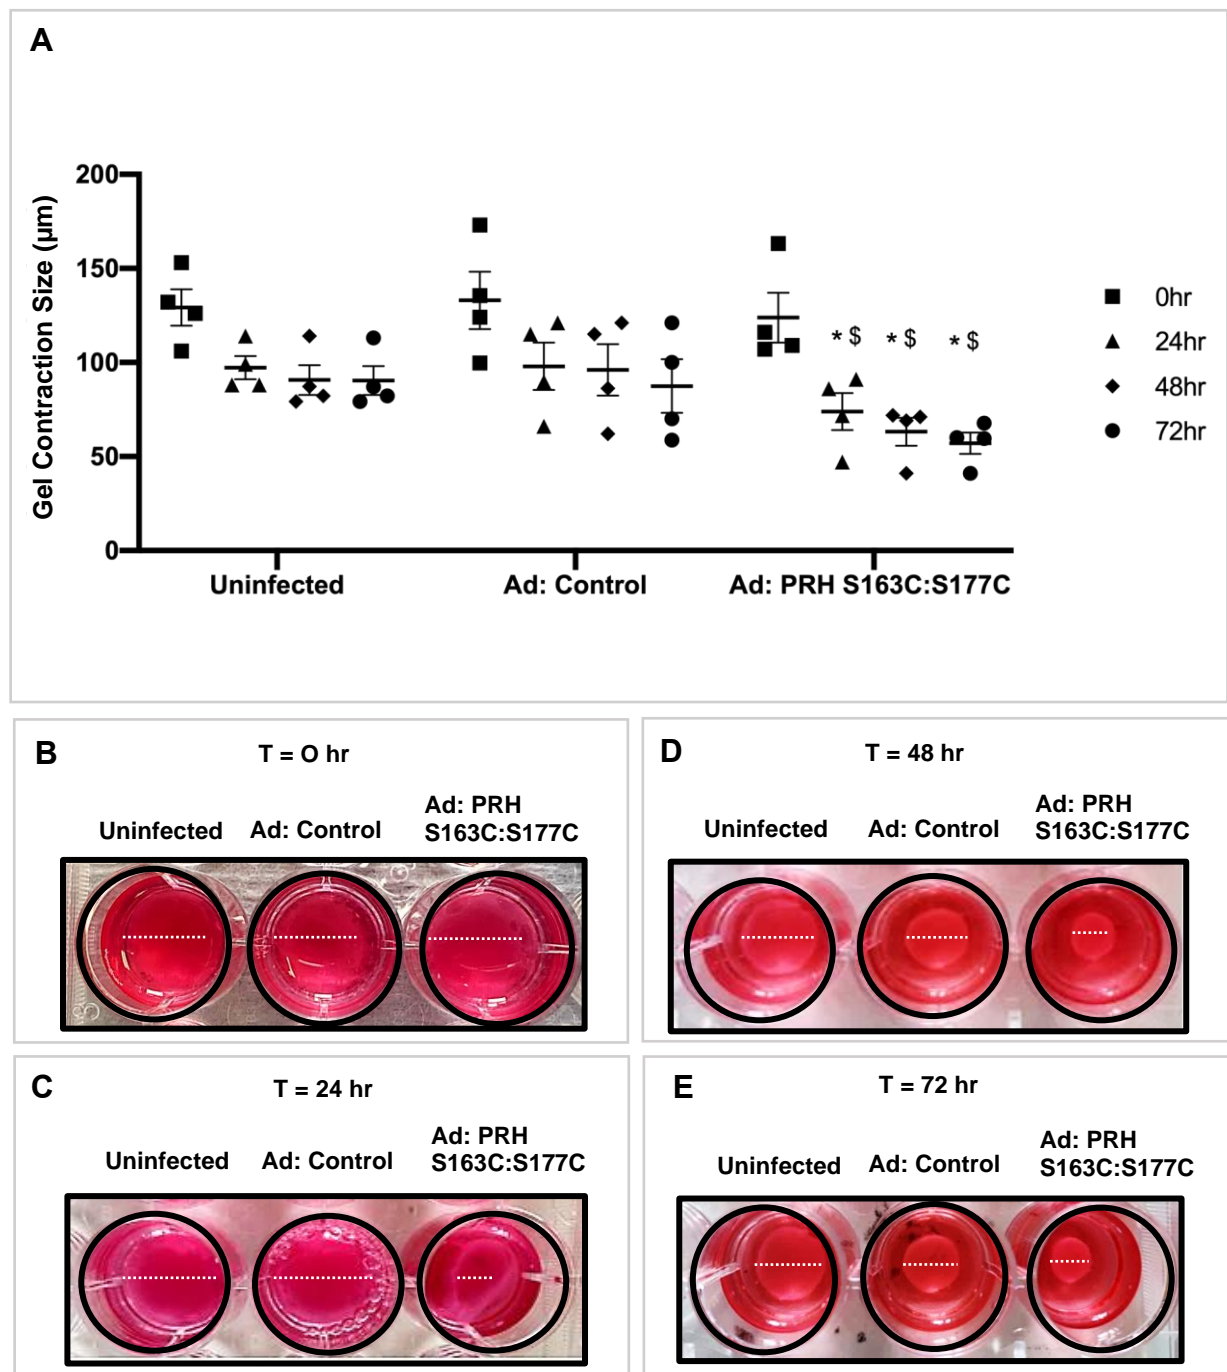 A
Gel Contraction Size (µm)
200
150
100
50
0
* $ * $ * $
0hr
24hr
48hr
72hr
Uninfected Ad: Control Ad: PRH S163C:S177C
B
T = O hr
Uninfected Ad: Control Ad: PRH
S163C:S177C
D
T = 48 hr
Uninfected Ad: Control Ad: PRH
S163C:S177C
C
T = 24 hr
Uninfected Ad: Control Ad: PRH
S163C:S177C
E
T = 72 hr
Uninfected Ad: Control Ad: PRH
S163C:S177C